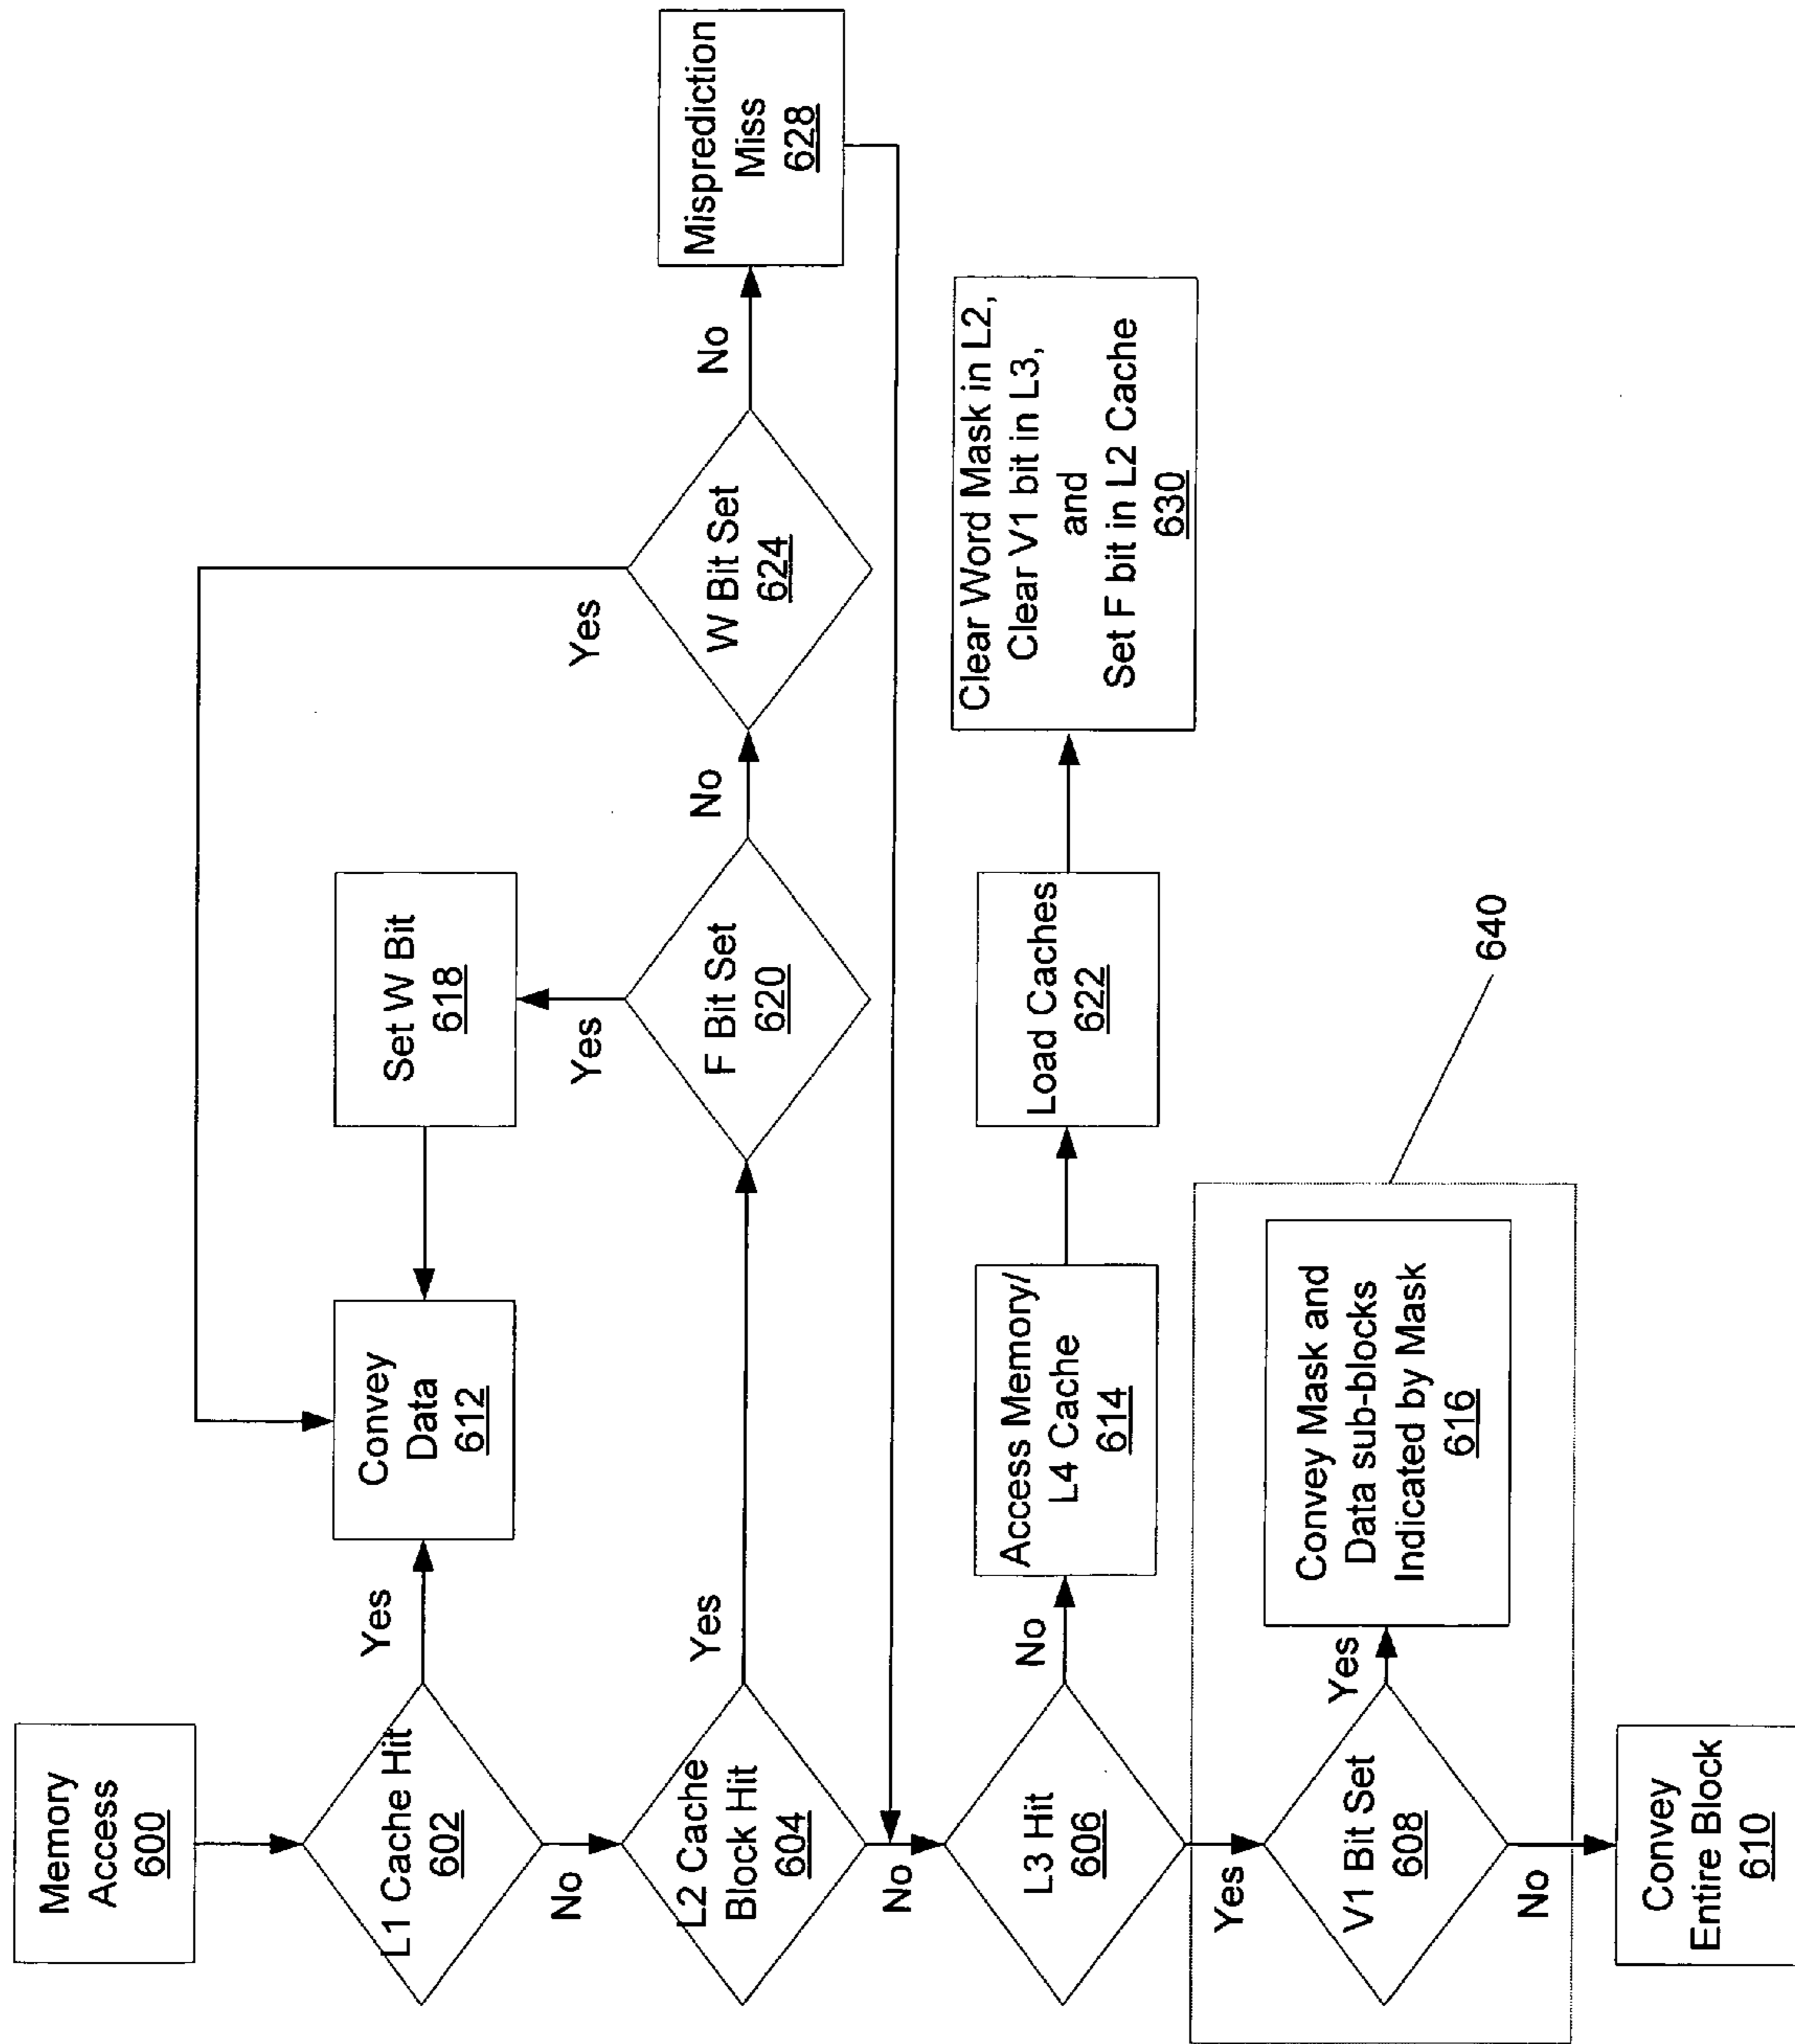 Memory
Access
600
L1 Cache Hit
602
Yes
No
Convey
Data
612
Set W Bit
618
Yes
L2 Cache
Block Hit
604
Yes
No
F Bit Set
620
No
W Bit Set
624
Yes
No
Misprediction
Miss
628
L3 Hit
606
No
Yes
Access Memory/
L4 Cache
614
Load Caches
622
Clear Word Mask in L2,
Clear V1 bit in L3,
and
Set F bit in L2 Cache
630
V1 Bit Set
608
Yes
No
Convey Mask and
Data sub-blocks
Indicated by Mask
616
640
Convey
Entire Block
610